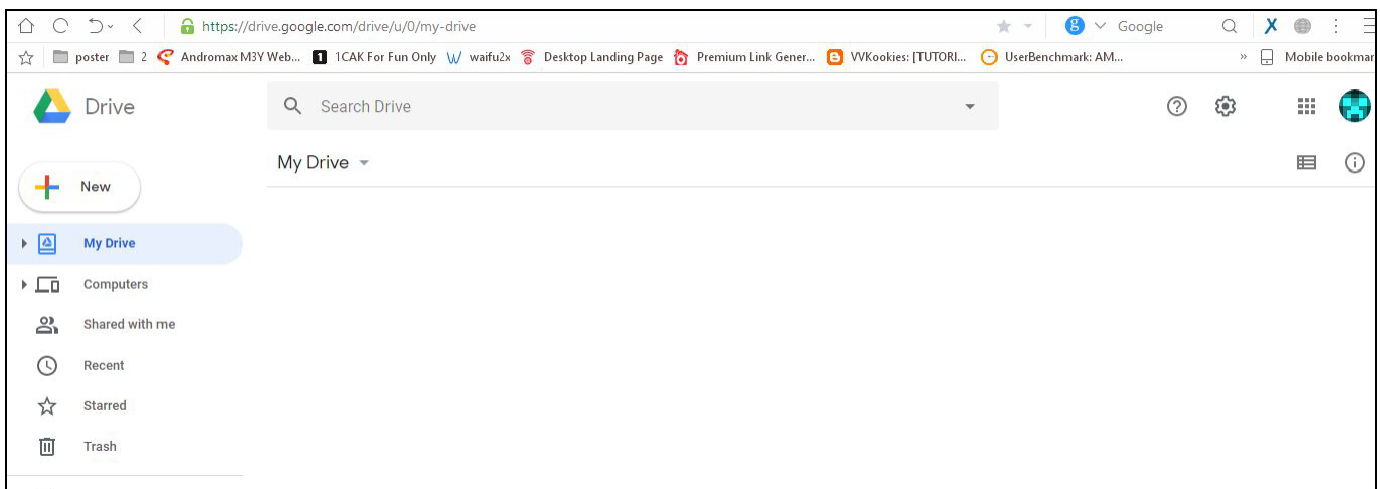 https://drive.google.com/drive/u/0/my-drive Google
poster 2 Andromax M3Y Web... 1 1CAK For Fun Only waifu2x Desktop Landing Page Premium Link Gener... VVKookies: [TUTORI... UserBenchmark: AM... » Mobile bookmar
Drive Search Drive
My Drive
New
My Drive
Computers
Shared with me
Recent
Starred
Trash